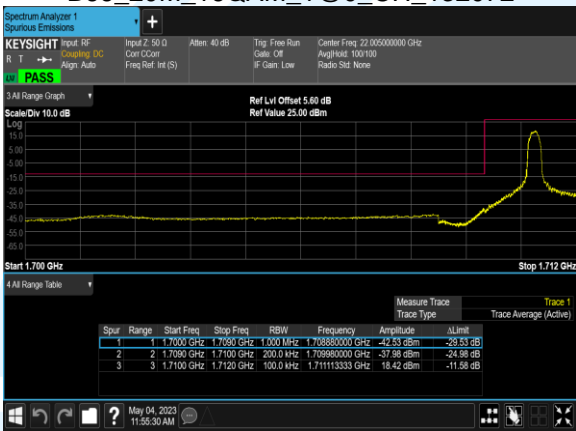 Spectrum Analyzer 1
Spurious Emissions
+
KEYSIGHT Input: RF Input Z: 50 Ω Atten: 40 dB Trig: Free Run Center Freq: 22.005000000 GHz
R T Coupling: DC Corr CCorr Gate: Off Avg|Hold: 100/100
Align: Auto Freq Ref: Int (S) IF Gain: Low Radio Std: None
LW PASS
3 All Range Graph
Ref Lvl Offset 5.60 dB
Scale/Div 10.0 dB Ref Value 25.00 dBm
Log
15.0
5.00
-5.00
-15.0
-25.0
-35.0
-45.0
-55.0
-65.0
Start 1.700 GHz Stop 1.712 GHz
4 All Range Table
Measure Trace Trace 1
Trace Type Trace Average (Active)
Spur Range Start Freq Stop Freq RBW Frequency Amplitude ΔLimit
1 1 1.7000 GHz 1.7090 GHz 1.000 MHz 1.708880000 GHz -42.53 dBm -29.53 dB
2 2 1.7090 GHz 1.7100 GHz 200.0 kHz 1.709980000 GHz -37.98 dBm -24.98 dB
3 3 1.7100 GHz 1.7120 GHz 100.0 kHz 1.711113333 GHz 18.42 dBm -11.58 dB
? May 04, 2023
11:55:30 AM